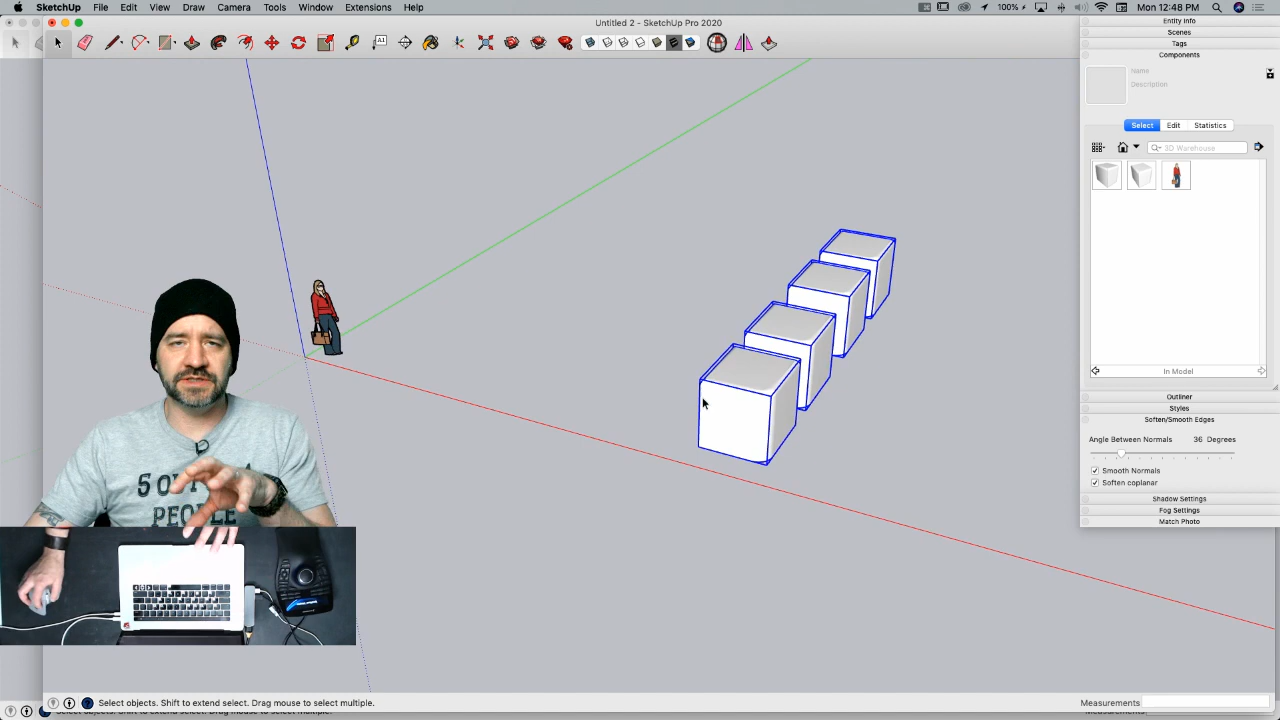 SketchUp File Edit View Camera Draw Tools Window Extensions Help
100% Mon 12:48 PM
Untitled 2 - SketchUp Pro 2020
Entity Info
Scenes
Tags
Components
Name
Description
Select Edit Statistics
3D Warehouse
In Model
Outliner
Styles
Soften/Smooth Edges
Angle Between Normals 36 Degrees
Smooth Normals
Soften coplanar
Shadow Settings
Fog Settings
Match Photo
PEOPLE
Select objects. Shift to extend select. Drag mouse to select multiple.
Measurements